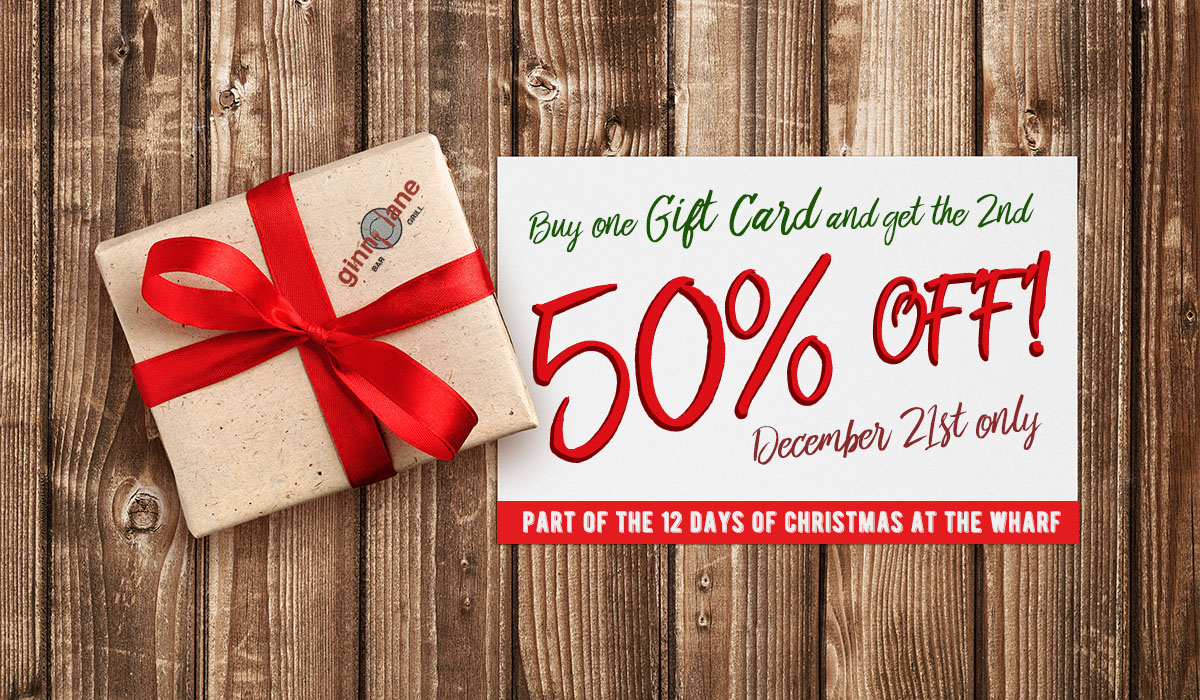 ginny lane
BAR GRILL
Buy one Gift Card and get the 2nd
50% OFF!
December 21st only
PART OF THE 12 DAYS OF CHRISTMAS AT THE WHARF